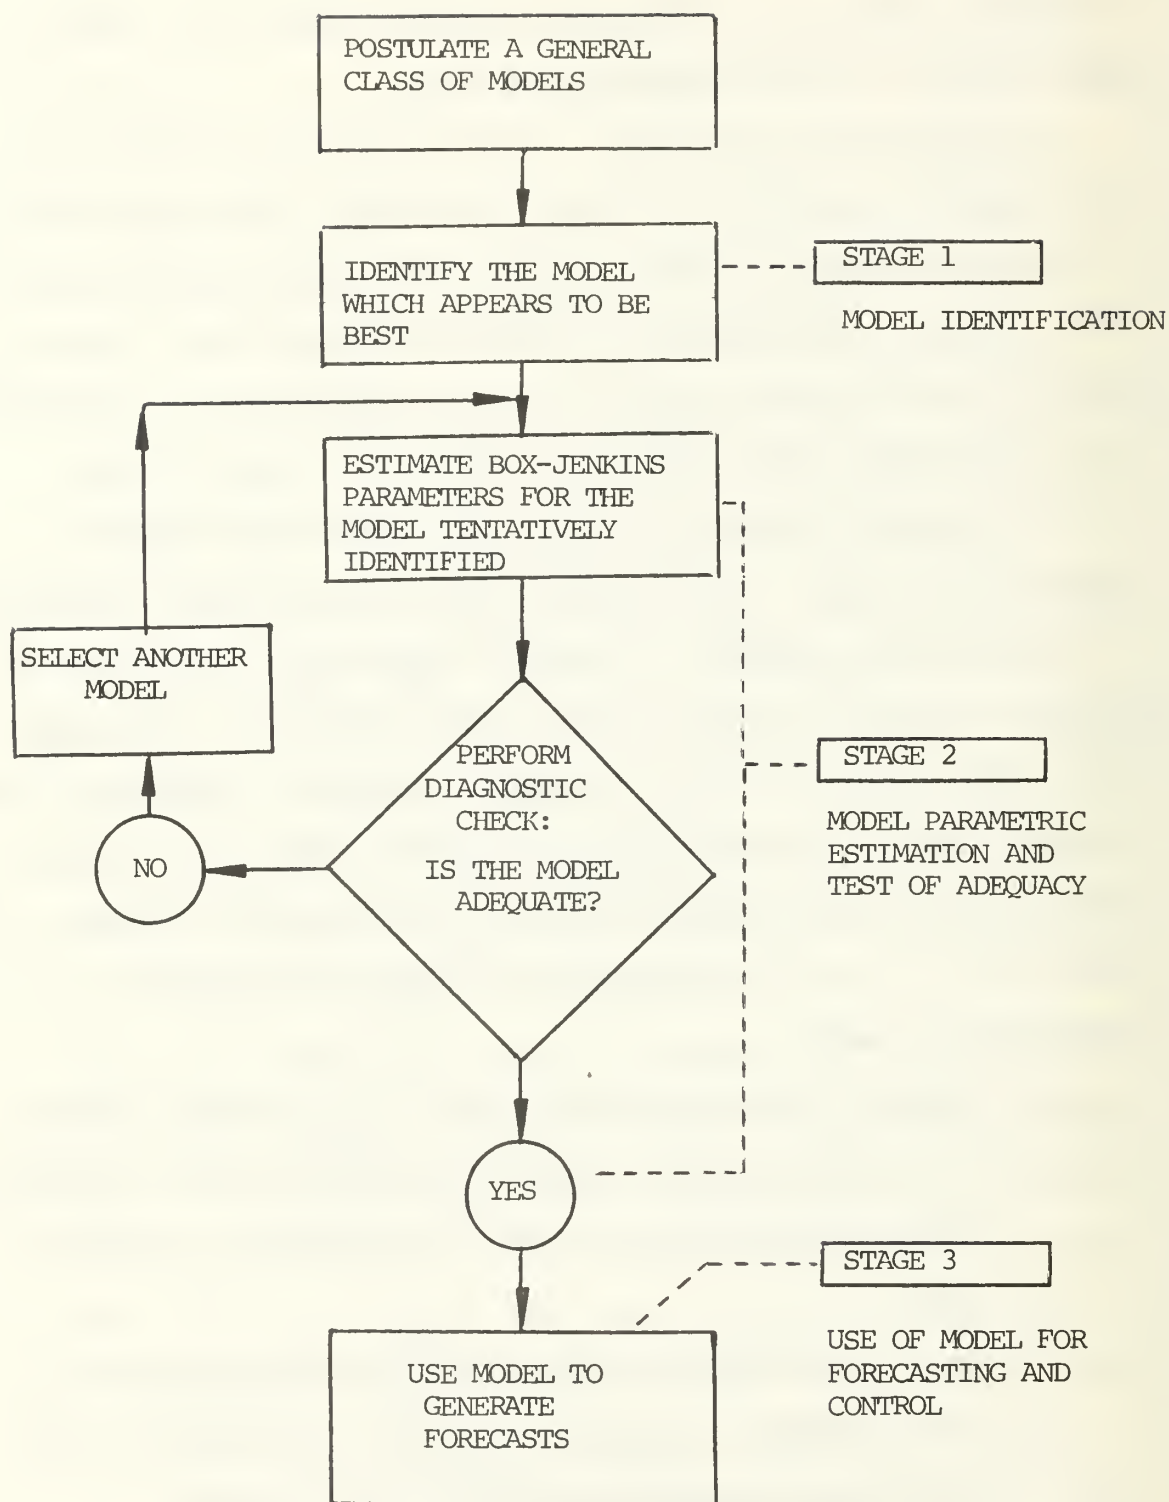 POSTULATE A GENERAL
CLASS OF MODELS
IDENTIFY THE MODEL
WHICH APPEARS TO BE
BEST
STAGE 1
MODEL IDENTIFICATION
ESTIMATE BOX-JENKINS
PARAMETERS FOR THE
MODEL TENTATIVELY
IDENTIFIED
SELECT ANOTHER
MODEL
PERFORM
DIAGNOSTIC
CHECK:
IS THE MODEL
ADEQUATE?
NO
STAGE 2
MODEL PARAMETRIC
ESTIMATION AND
TEST OF ADEQUACY
YES
STAGE 3
USE OF MODEL FOR
FORECASTING AND
CONTROL
USE MODEL TO
GENERATE
FORECASTS